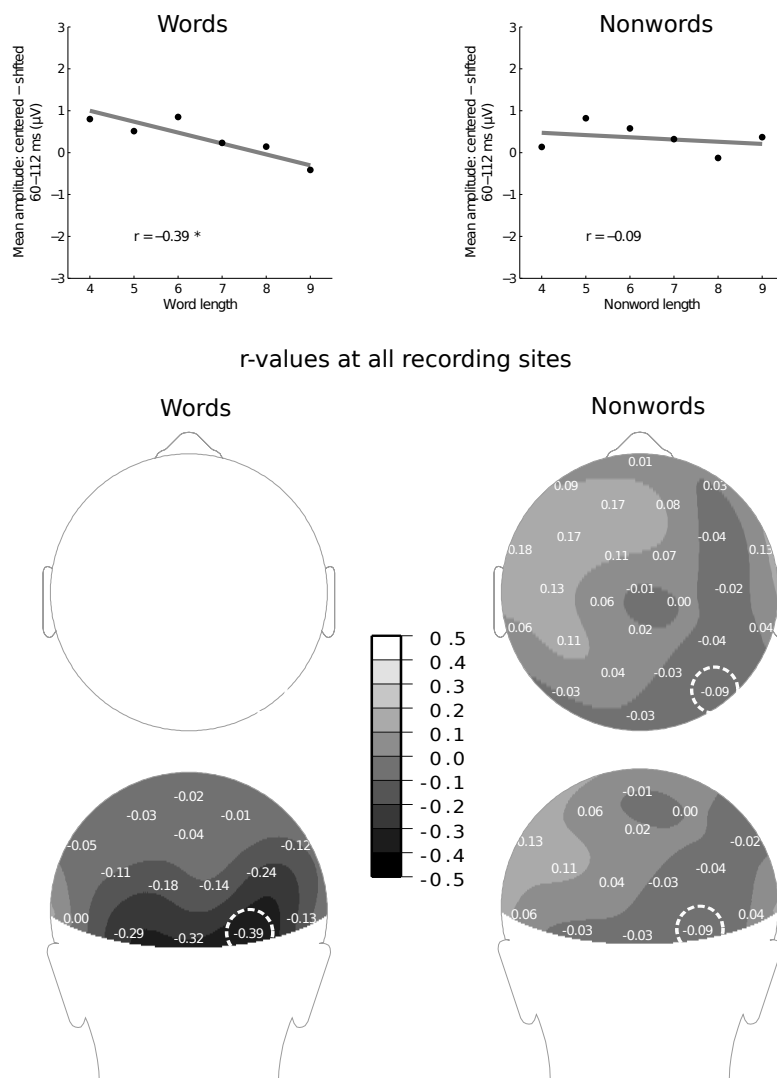 Words
Nonwords
Mean amplitude: centered – shfted
60–112 ms (µV)
3
2
1
0
−1
−2
−3
r =−0.39 *
4 5 6 7 8 9
Word length
Mean amplitude: centered – shfted
60–112 ms (µV)
3
2
1
0
−1
−2
−3
r =−0.09
4 5 6 7 8 9
Nonword length
r-values at all recording sites
Words
Nonwords
0.01
0.09 0.03
0.17 0.08
0.17 -0.04
0.18 0.11 0.07 0.13
0.13 -0.01 -0.02
0.06 0.00
0.06 0.02 0.04
0.11 -0.04
0.04 -0.03
-0.03 -0.09
-0.03
0.5
0.4
0.3
0.2
0.1
0.0
-0.1
-0.2
-0.3
-0.4
-0.5
-0.02
-0.03 -0.01
-0.04
-0.05 -0.12
-0.11 -0.24
-0.18 -0.14
0.00 -0.13
-0.29 -0.32 -0.39
-0.01
0.06 0.00
0.02
0.13 -0.02
0.11 -0.04
0.04 -0.03
0.06 0.04
-0.03 -0.03 -0.09